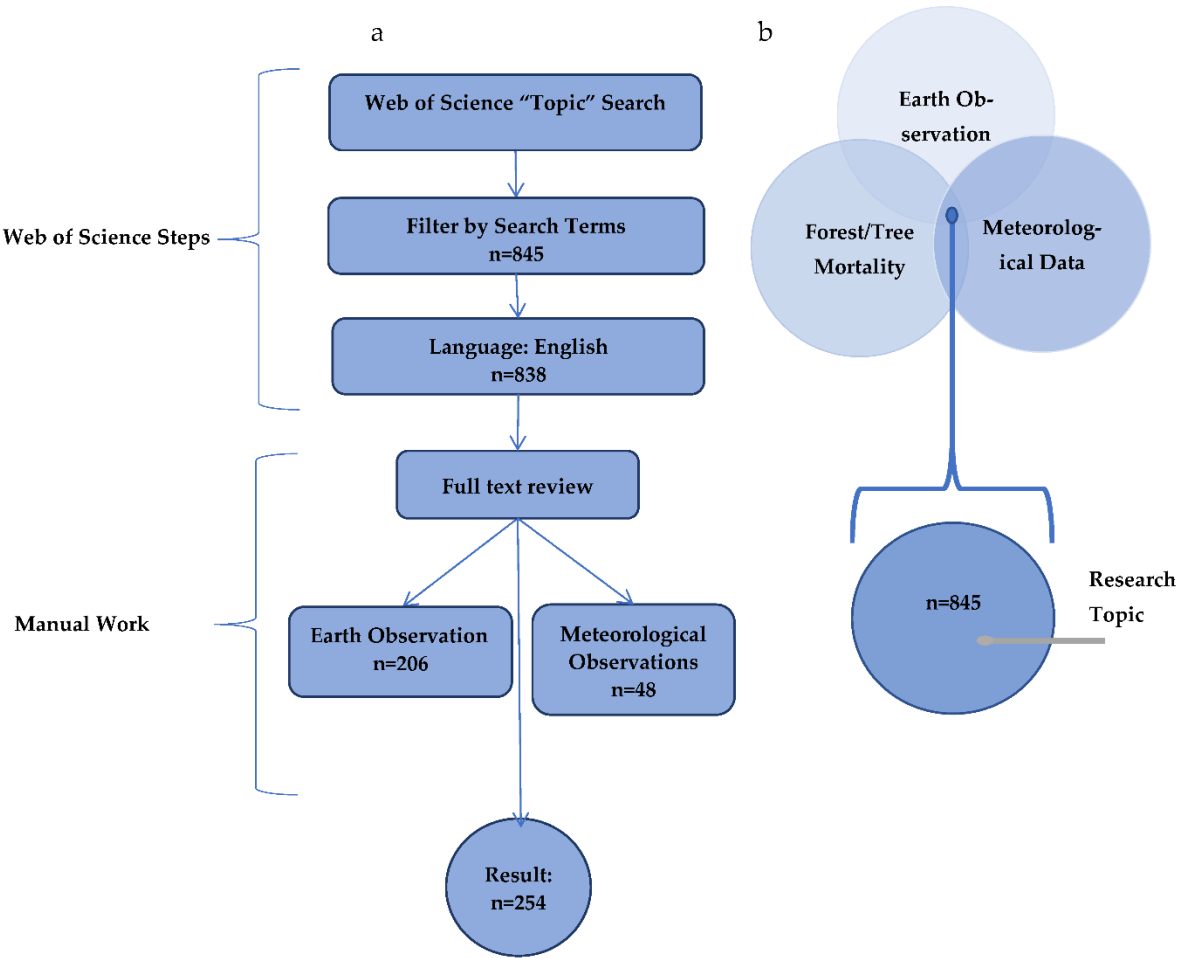 a
Web of Science “Topic” Search
Filter by Search Terms
n=845
Web of Science Steps
Language: English
n=838
Full text review
Manual Work
Earth Observation
n=206
Meteorological
Observations
n=48
Result:
n=254
b
Earth Ob-
servation
Forest/Tree
Mortality
Meteorolog-
ical Data
n=845
Research
Topic